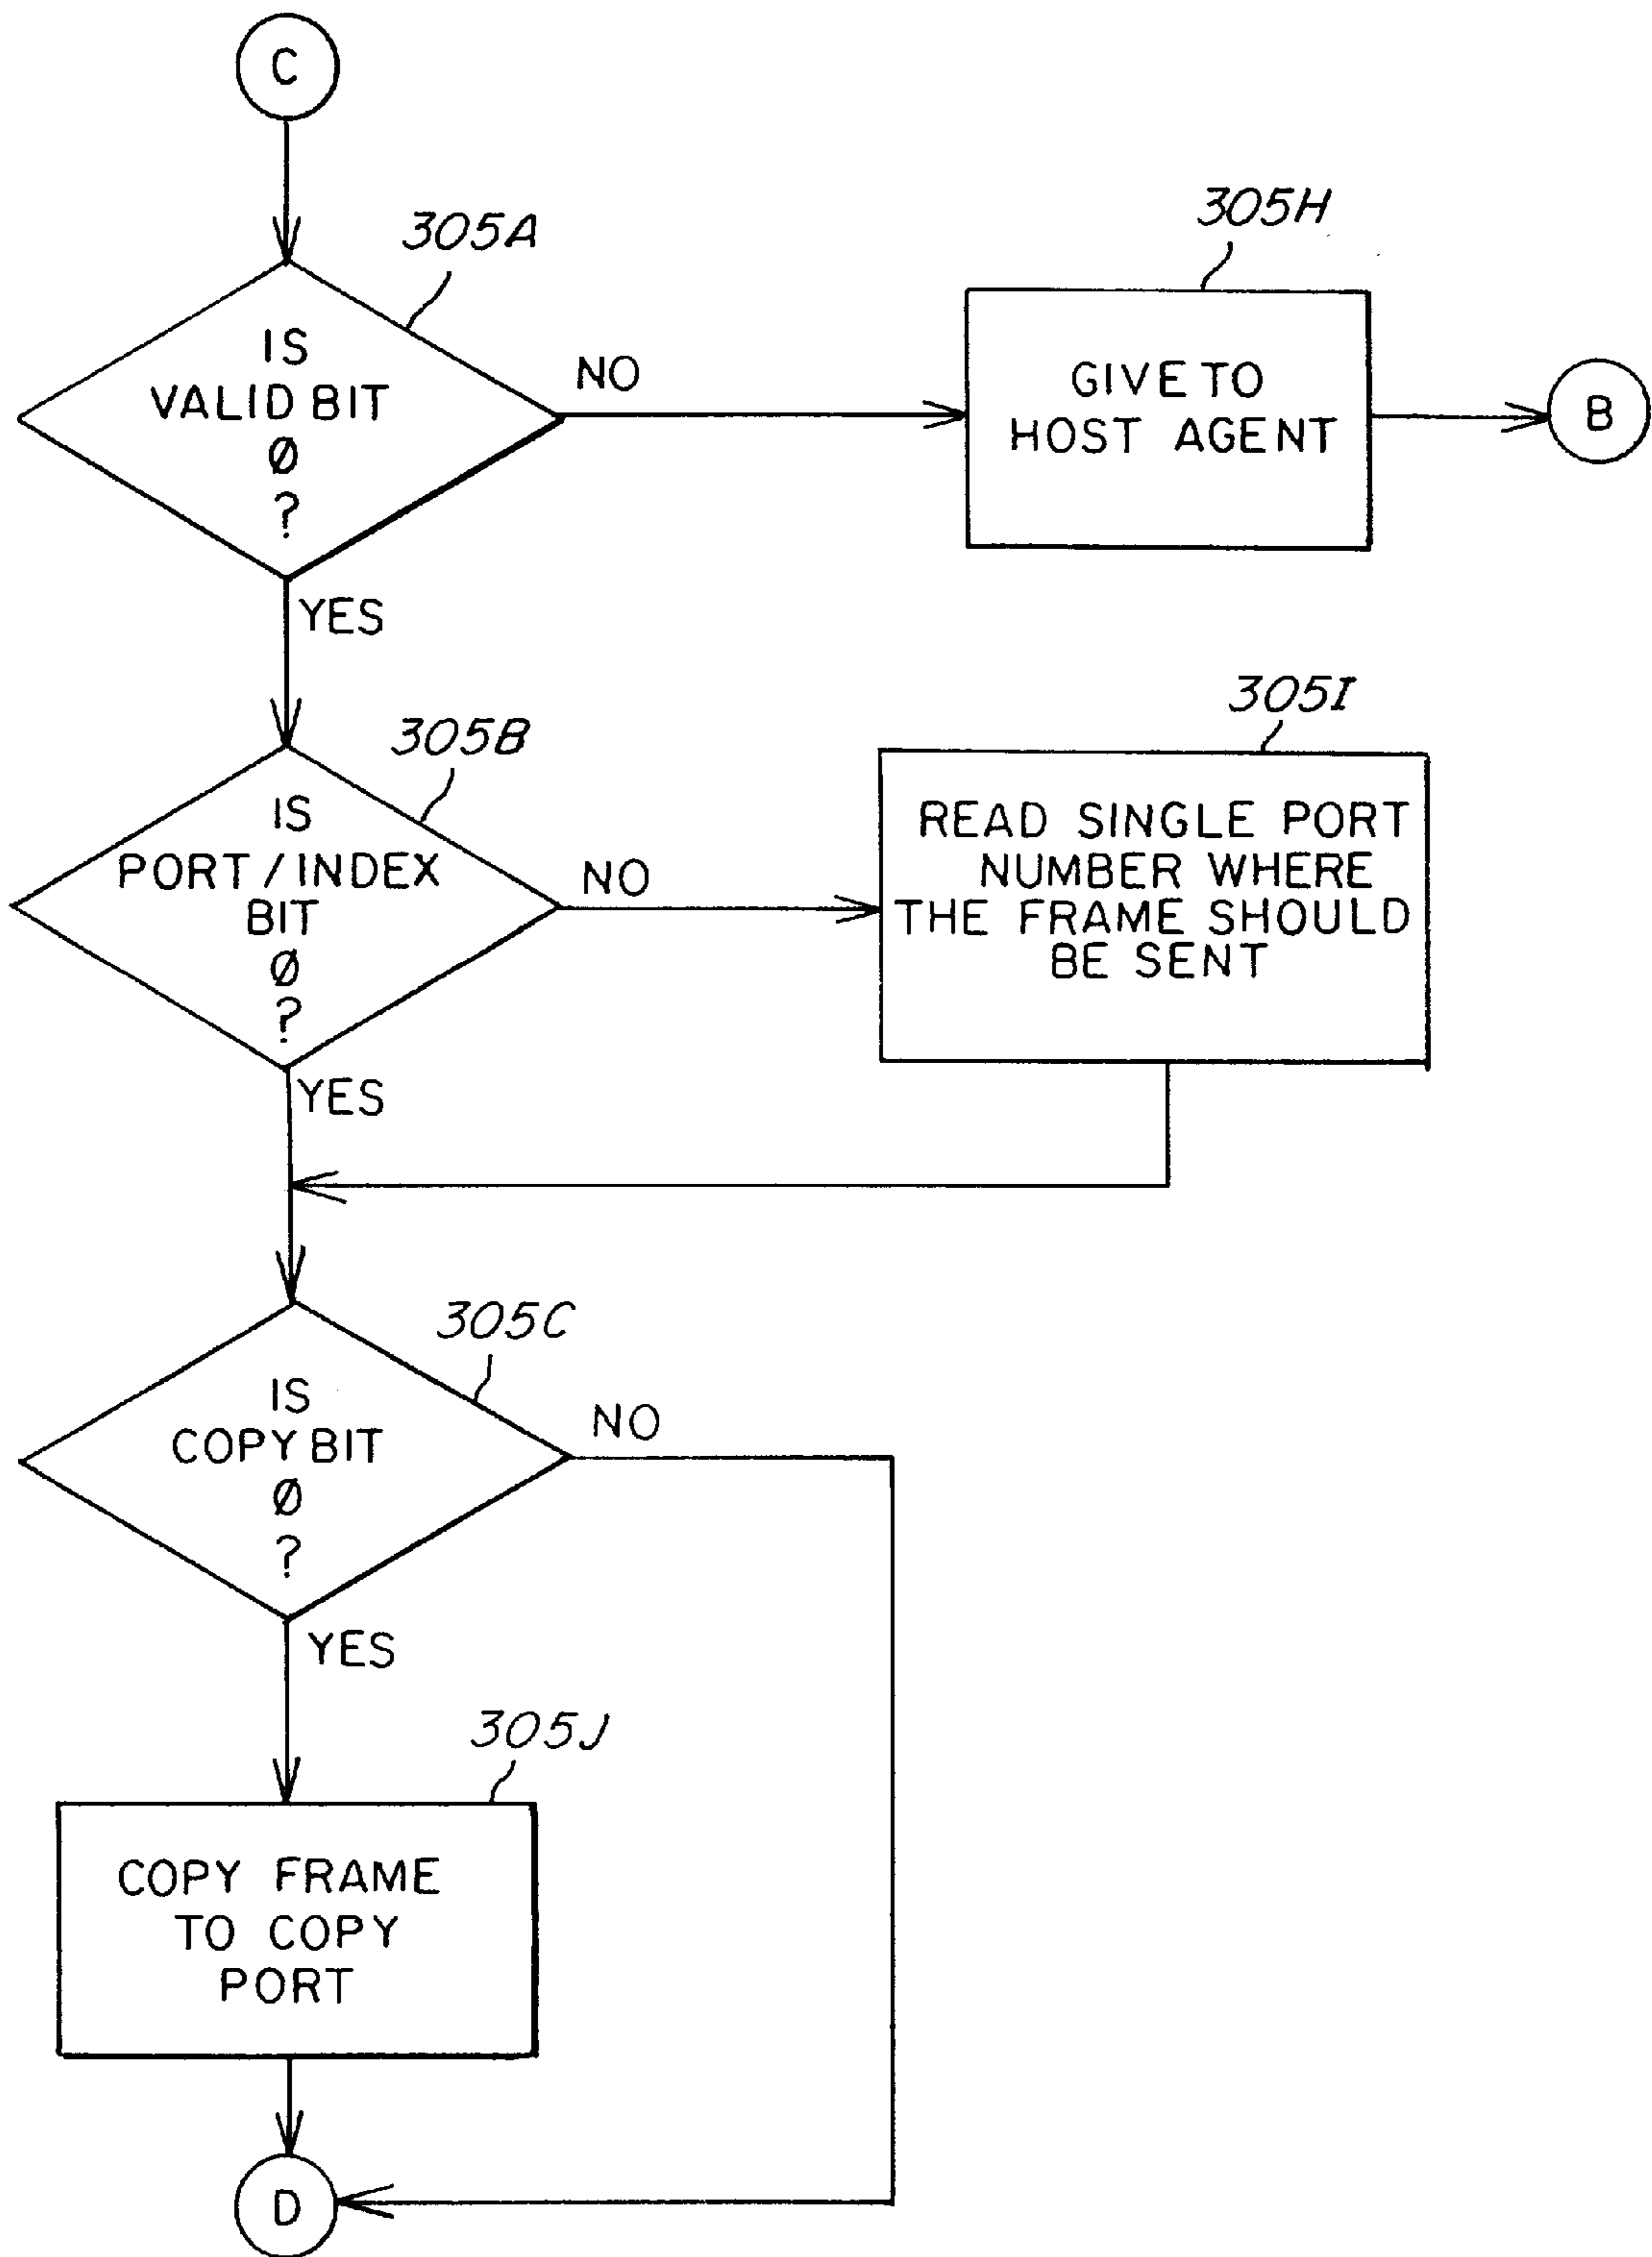 C
305A
IS
VALID BIT
Ø
?
NO
305H
GIVE TO
HOST AGENT
B
YES
305B
IS
PORT / INDEX
BIT
Ø
?
NO
305I
READ SINGLE PORT
NUMBER WHERE
THE FRAME SHOULD
BE SENT
YES
305C
IS
COPY BIT
Ø
?
NO
YES
305J
COPY FRAME
TO COPY
PORT
D